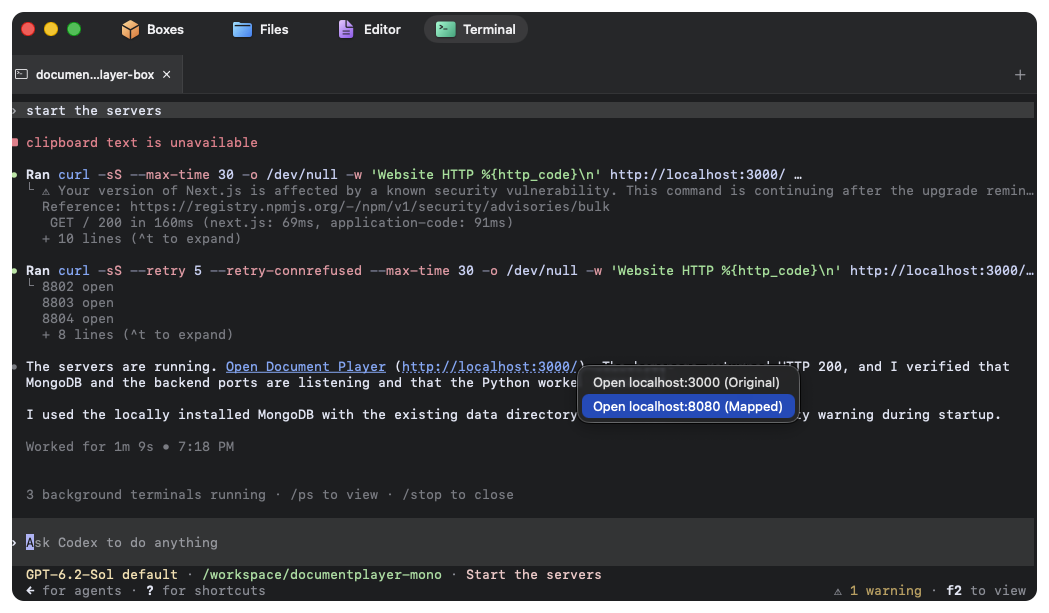 Boxes Files Editor Terminal
documen...layer-box × +
› start the servers
clipboard text is unavailable
• Ran curl -sS --max-time 30 -o /dev/null -w 'Website HTTP %{http_code}\n' http://localhost:3000/ …
└ ⚠ Your version of Next.js is affected by a known security vulnerability. This command is continuing after the upgrade remin…
Reference: https://registry.npmjs.org/-/npm/v1/security/advisories/bulk
GET / 200 in 160ms (next.js: 69ms, application-code: 91ms)
+ 10 lines (^t to expand)
• Ran curl -sS --retry 5 --retry-connrefused --max-time 30 -o /dev/null -w 'Website HTTP %{http_code}\n' http://localhost:3000/…
└ 8802 open
8803 open
8804 open
+ 8 lines (^t to expand)
• The servers are running. Open Document Player (http://localhost:3000/). HTTP 200, and I verified that
MongoDB and the backend ports are listening and that the Python worke
Open localhost:3000 (Original)
Open localhost:8080 (Mapped)
I used the locally installed MongoDB with the existing data directory warning during startup.
Worked for 1m 9s • 7:18 PM
3 background terminals running · /ps to view · /stop to close
› Ask Codex to do anything
GPT-6.2-Sol default · /workspace/documentplayer-mono · Start the servers
← for agents · ? for shortcuts ⚠ 1 warning · f2 to view